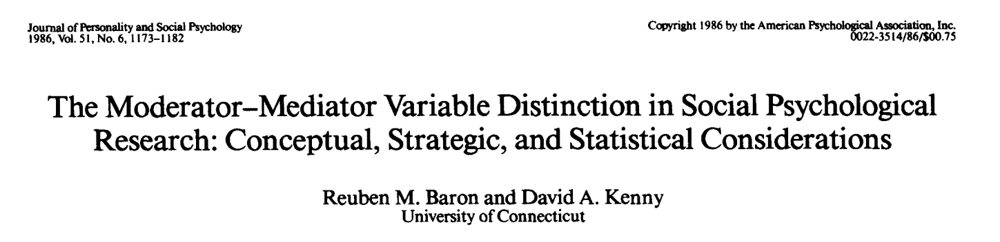 Journal of Personality and Social Psychology
1986, Vol. 51, No. 6, 1173–1182
Copyright 1986 by the American Psychological Association, Inc.
0022-3514/86/$00.75
The Moderator–Mediator Variable Distinction in Social Psychological
Research: Conceptual, Strategic, and Statistical Considerations
Reuben M. Baron and David A. Kenny
University of Connecticut